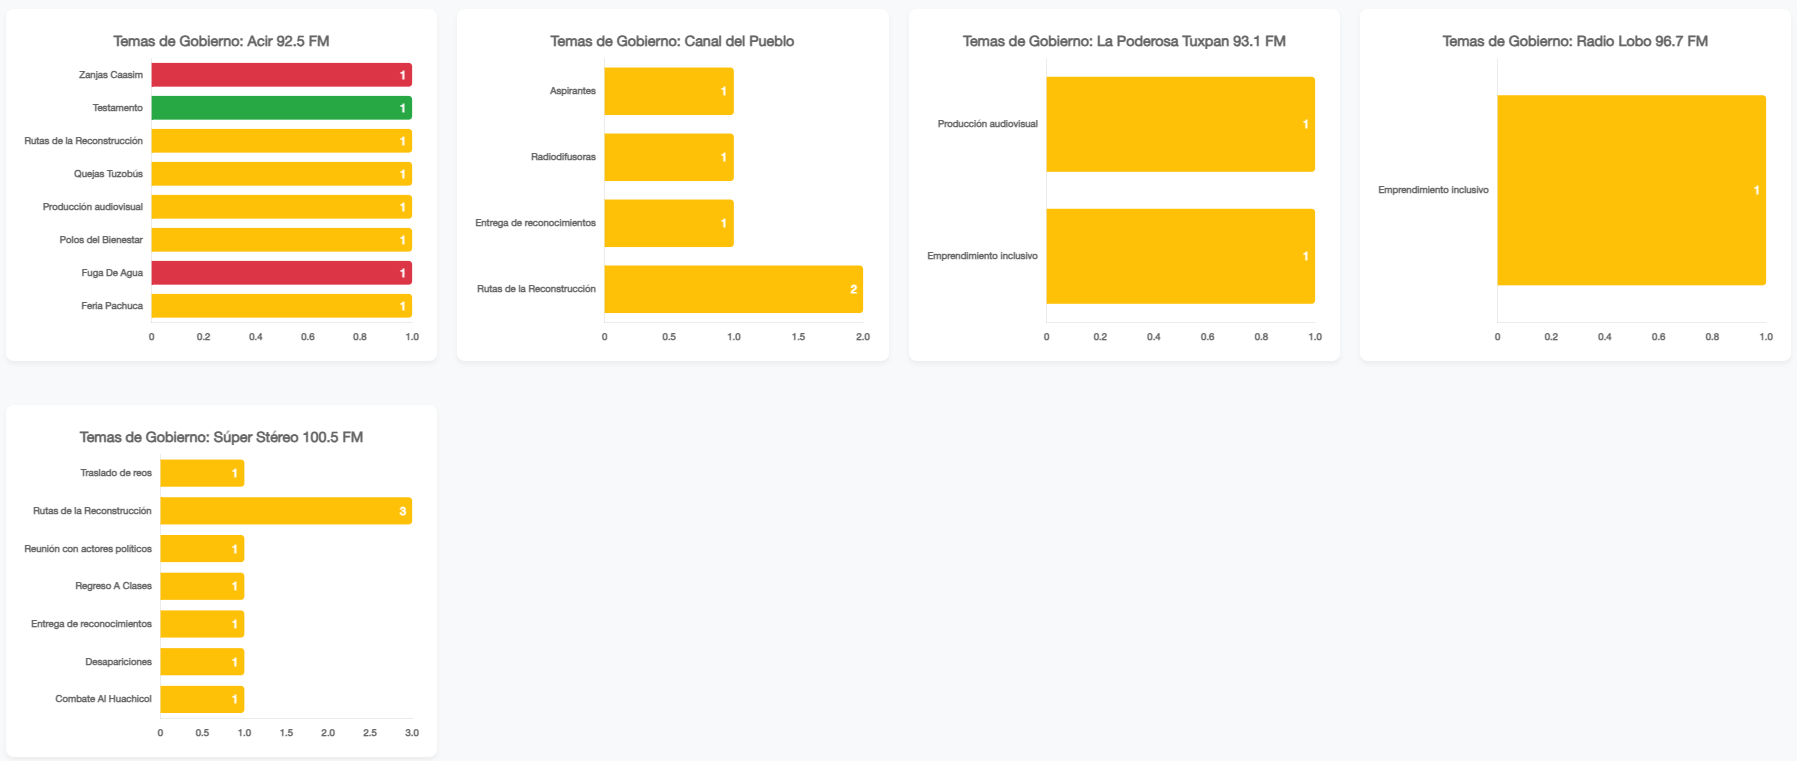 Temas de Gobierno: Acir 92.5 FM
Zanjas Caasim
1
Testamento
1
Rutas de la Reconstrucción
1
Quejas Tuzobús
1
Producción audiovisual
1
Polos del Bienestar
1
Fuga De Agua
1
Feria Pachuca
1
0 0.2 0.4 0.6 0.8 1.0
Temas de Gobierno: Canal del Pueblo
Aspirantes
1
Radiodifusoras
1
Entrega de reconocimientos
1
Rutas de la Reconstrucción
2
0 0.5 1.0 1.5 2.0
Temas de Gobierno: La Poderosa Tuxpan 93.1 FM
Producción audiovisual
1
Emprendimiento inclusivo
1
0 0.2 0.4 0.6 0.8 1.0
Temas de Gobierno: Radio Lobo 96.7 FM
Emprendimiento inclusivo
1
0 0.2 0.4 0.6 0.8 1.0
Temas de Gobierno: Súper Stéreo 100.5 FM
Traslado de reos
1
Rutas de la Reconstrucción
3
Reunión con actores políticos
1
Regreso A Clases
1
Entrega de reconocimientos
1
Desapariciones
1
Combate Al Huachicol
1
0 0.5 1.0 1.5 2.0 2.5 3.0